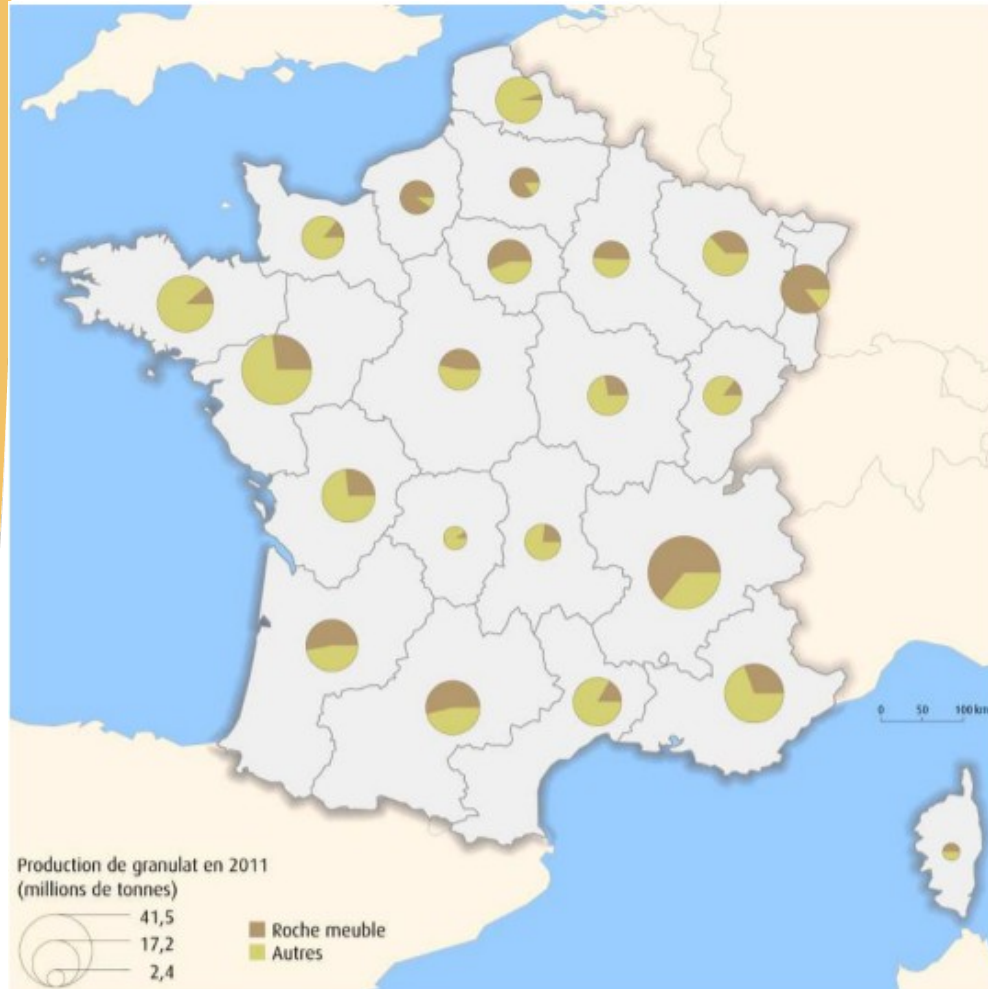 0 50 100 km
Production de granulat en 2011
(millions de tonnes)
41,5
17,2
2,4
Roche meuble
Autres